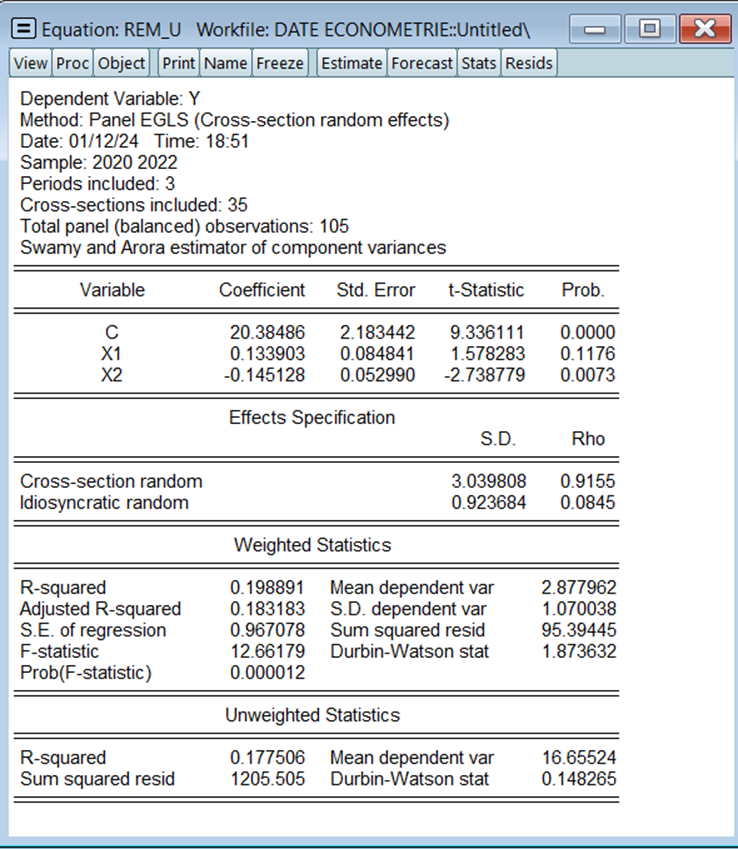 Equation: REM_U Workfile: DATE ECONOMETRIE::Untitled\
View Proc Object Print Name Freeze Estimate Forecast Stats Resids
Dependent Variable: Y
Method: Panel EGLS (Cross-section random effects)
Date: 01/12/24 Time: 18:51
Sample: 2020 2022
Periods included: 3
Cross-sections included: 35
Total panel (balanced) observations: 105
Swamy and Arora estimator of component variances
Variable Coefficient Std. Error t-Statistic Prob.
C 20.38486 2.183442 9.336111 0.0000
X1 0.133903 0.084841 1.578283 0.1176
X2 -0.145128 0.052990 -2.738779 0.0073
Effects Specification
S.D. Rho
Cross-section random 3.039808 0.9155
Idiosyncratic random 0.923684 0.0845
Weighted Statistics
R-squared 0.198891 Mean dependent var 2.877962
Adjusted R-squared 0.183183 S.D. dependent var 1.070038
S.E. of regression 0.967078 Sum squared resid 95.39445
F-statistic 12.66179 Durbin-Watson stat 1.873632
Prob(F-statistic) 0.000012
Unweighted Statistics
R-squared 0.177506 Mean dependent var 16.65524
Sum squared resid 1205.505 Durbin-Watson stat 0.148265